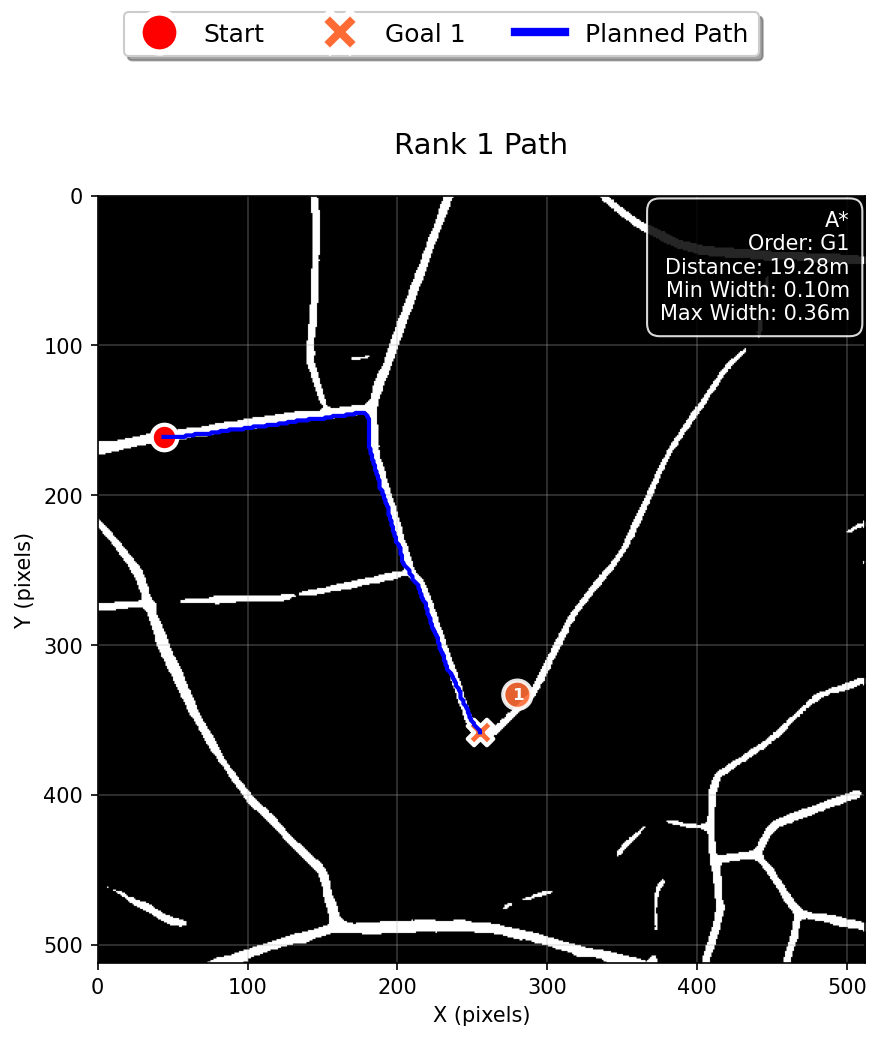 Start Goal 1 Planned Path
Rank 1 Path
A*
Order: G1
Distance: 19.28m
Min Width: 0.10m
Max Width: 0.36m
0
100
200
300
400
500
Y (pixels)
1
0 100 200 300 400 500
X (pixels)